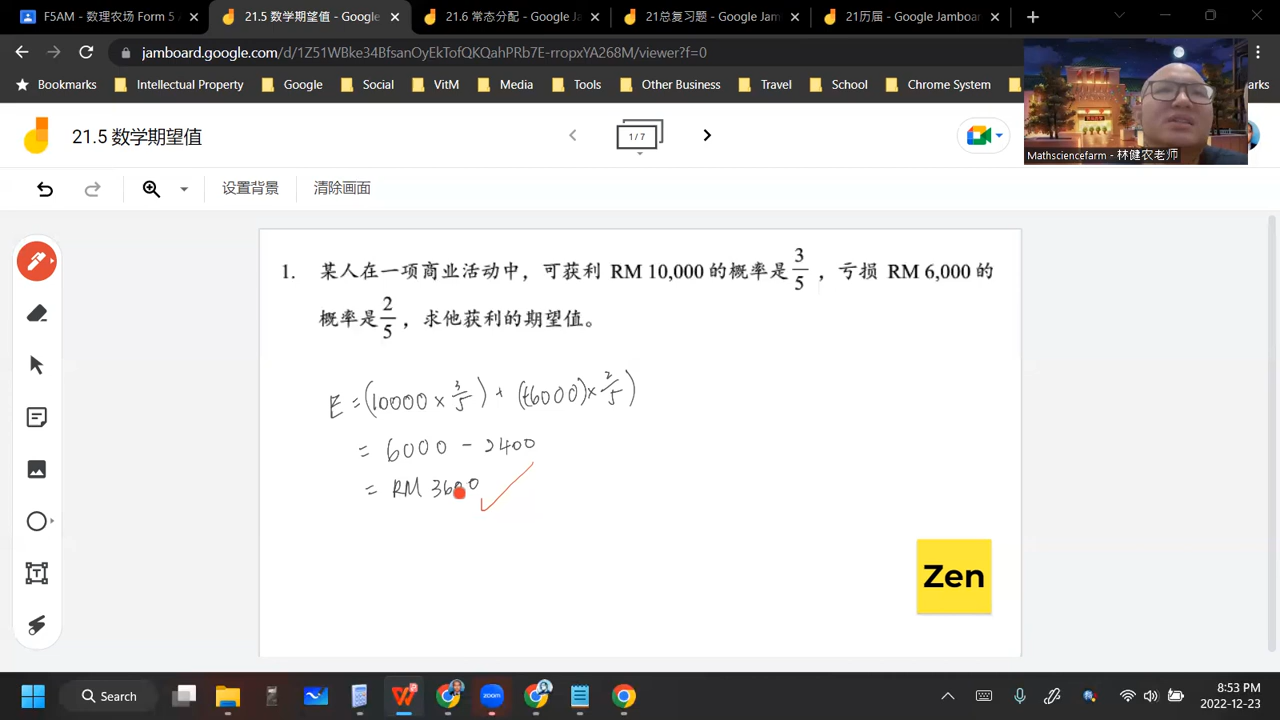 F5AM - 数理农场 Form 5
21.5 数学期望值 - Google
21.6 常态分配 - Google Ja
21总复习题 - Google Jam
21历届 - Google Jamboard
jamboard.google.com/d/1Z51WBke34BfsanOyEkTofQKQahPRb7E-rropxYA268M/viewer?f=0
Bookmarks Intellectual Property Google Social VitM Media Tools Other Business Travel School Chrome System
Mathsciencefarm - 林健农老师
21.5 数学期望值
1/7
设置背景 清除画面
1. 某人在一项商业活动中，可获利 RM 10,000 的概率是 3/5 ，亏损 RM 6,000 的
概率是 2/5 ，求他获利的期望值。
E = (10000 × 3/5) + ((-6000) × 2/5)
= 6000 - 2400
= RM 3600
Zen
Search
8:53 PM
2022-12-23